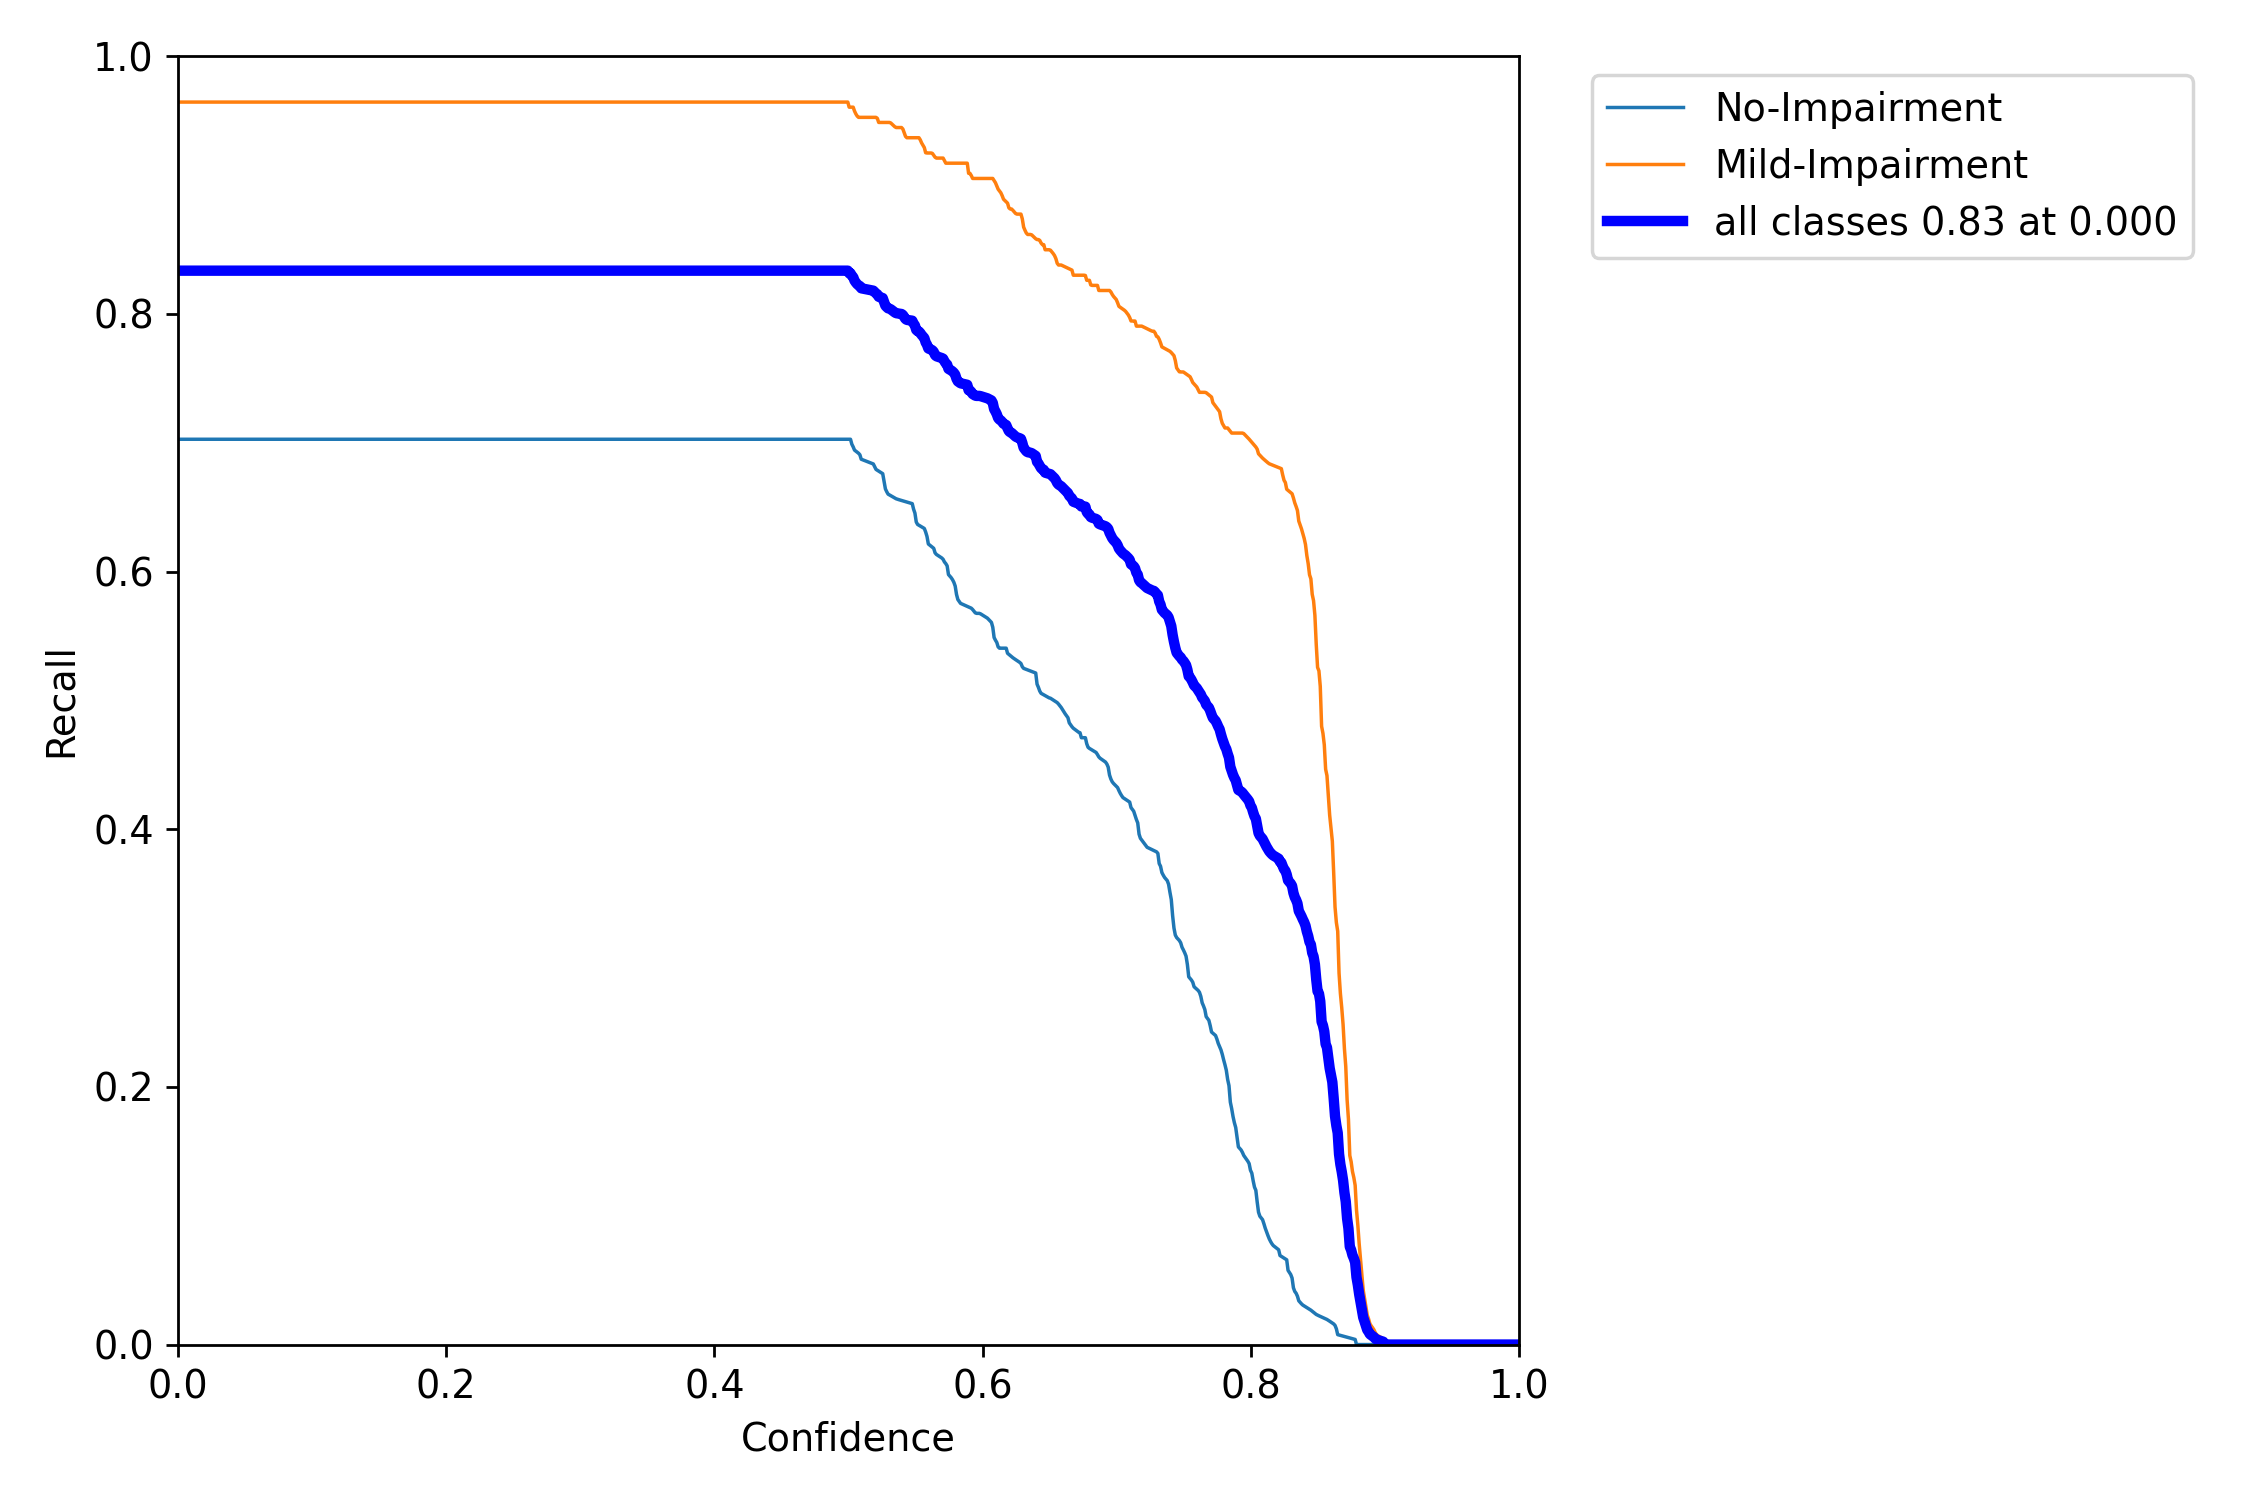 No-Impairment
Mild-Impairment
all classes 0.83 at 0.000
Recall
1.0
0.8
0.6
0.4
0.2
0.0
0.0 0.2 0.4 0.6 0.8 1.0
Confidence